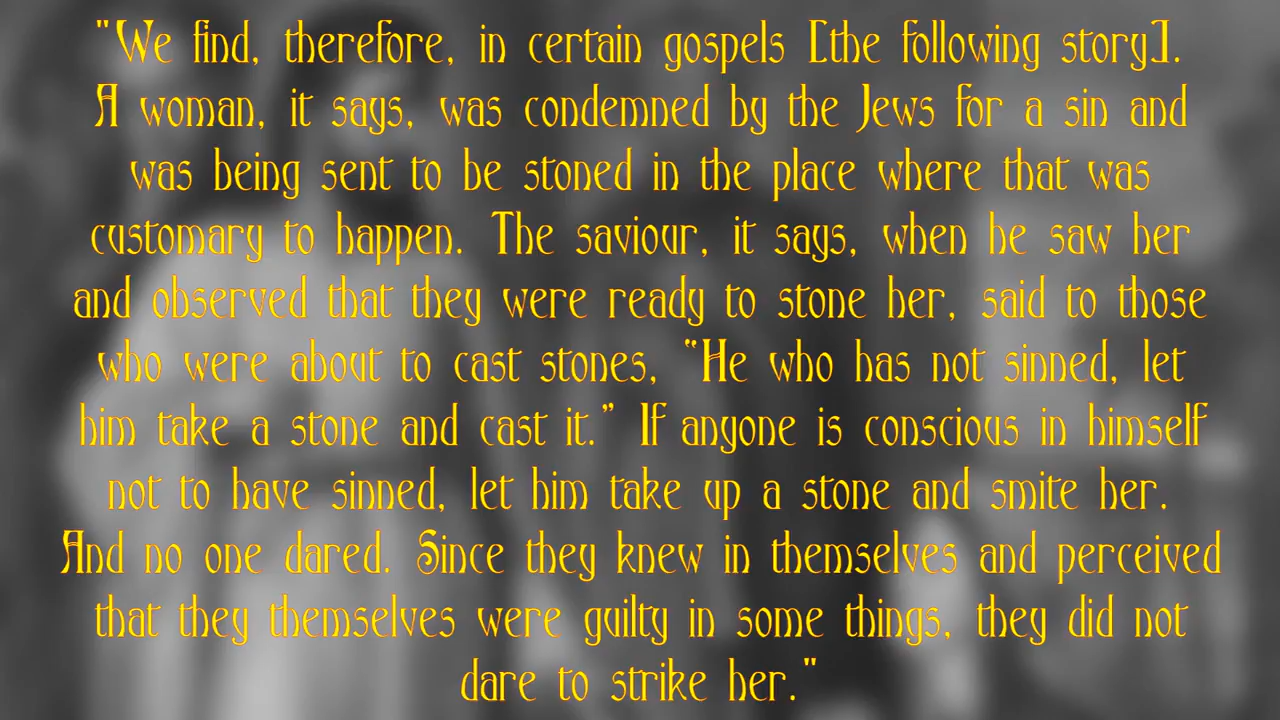 "We find, therefore, in certain gospels [the following story].
A woman, it says, was condemned by the Jews for a sin and
was being sent to be stoned in the place where that was
customary to happen. The saviour, it says, when he saw her
and observed that they were ready to stone her, said to those
who were about to cast stones, “He who has not sinned, let
him take a stone and cast it.” If anyone is conscious in himself
not to have sinned, let him take up a stone and smite her.
And no one dared. Since they knew in themselves and perceived
that they themselves were guilty in some things, they did not
dare to strike her."